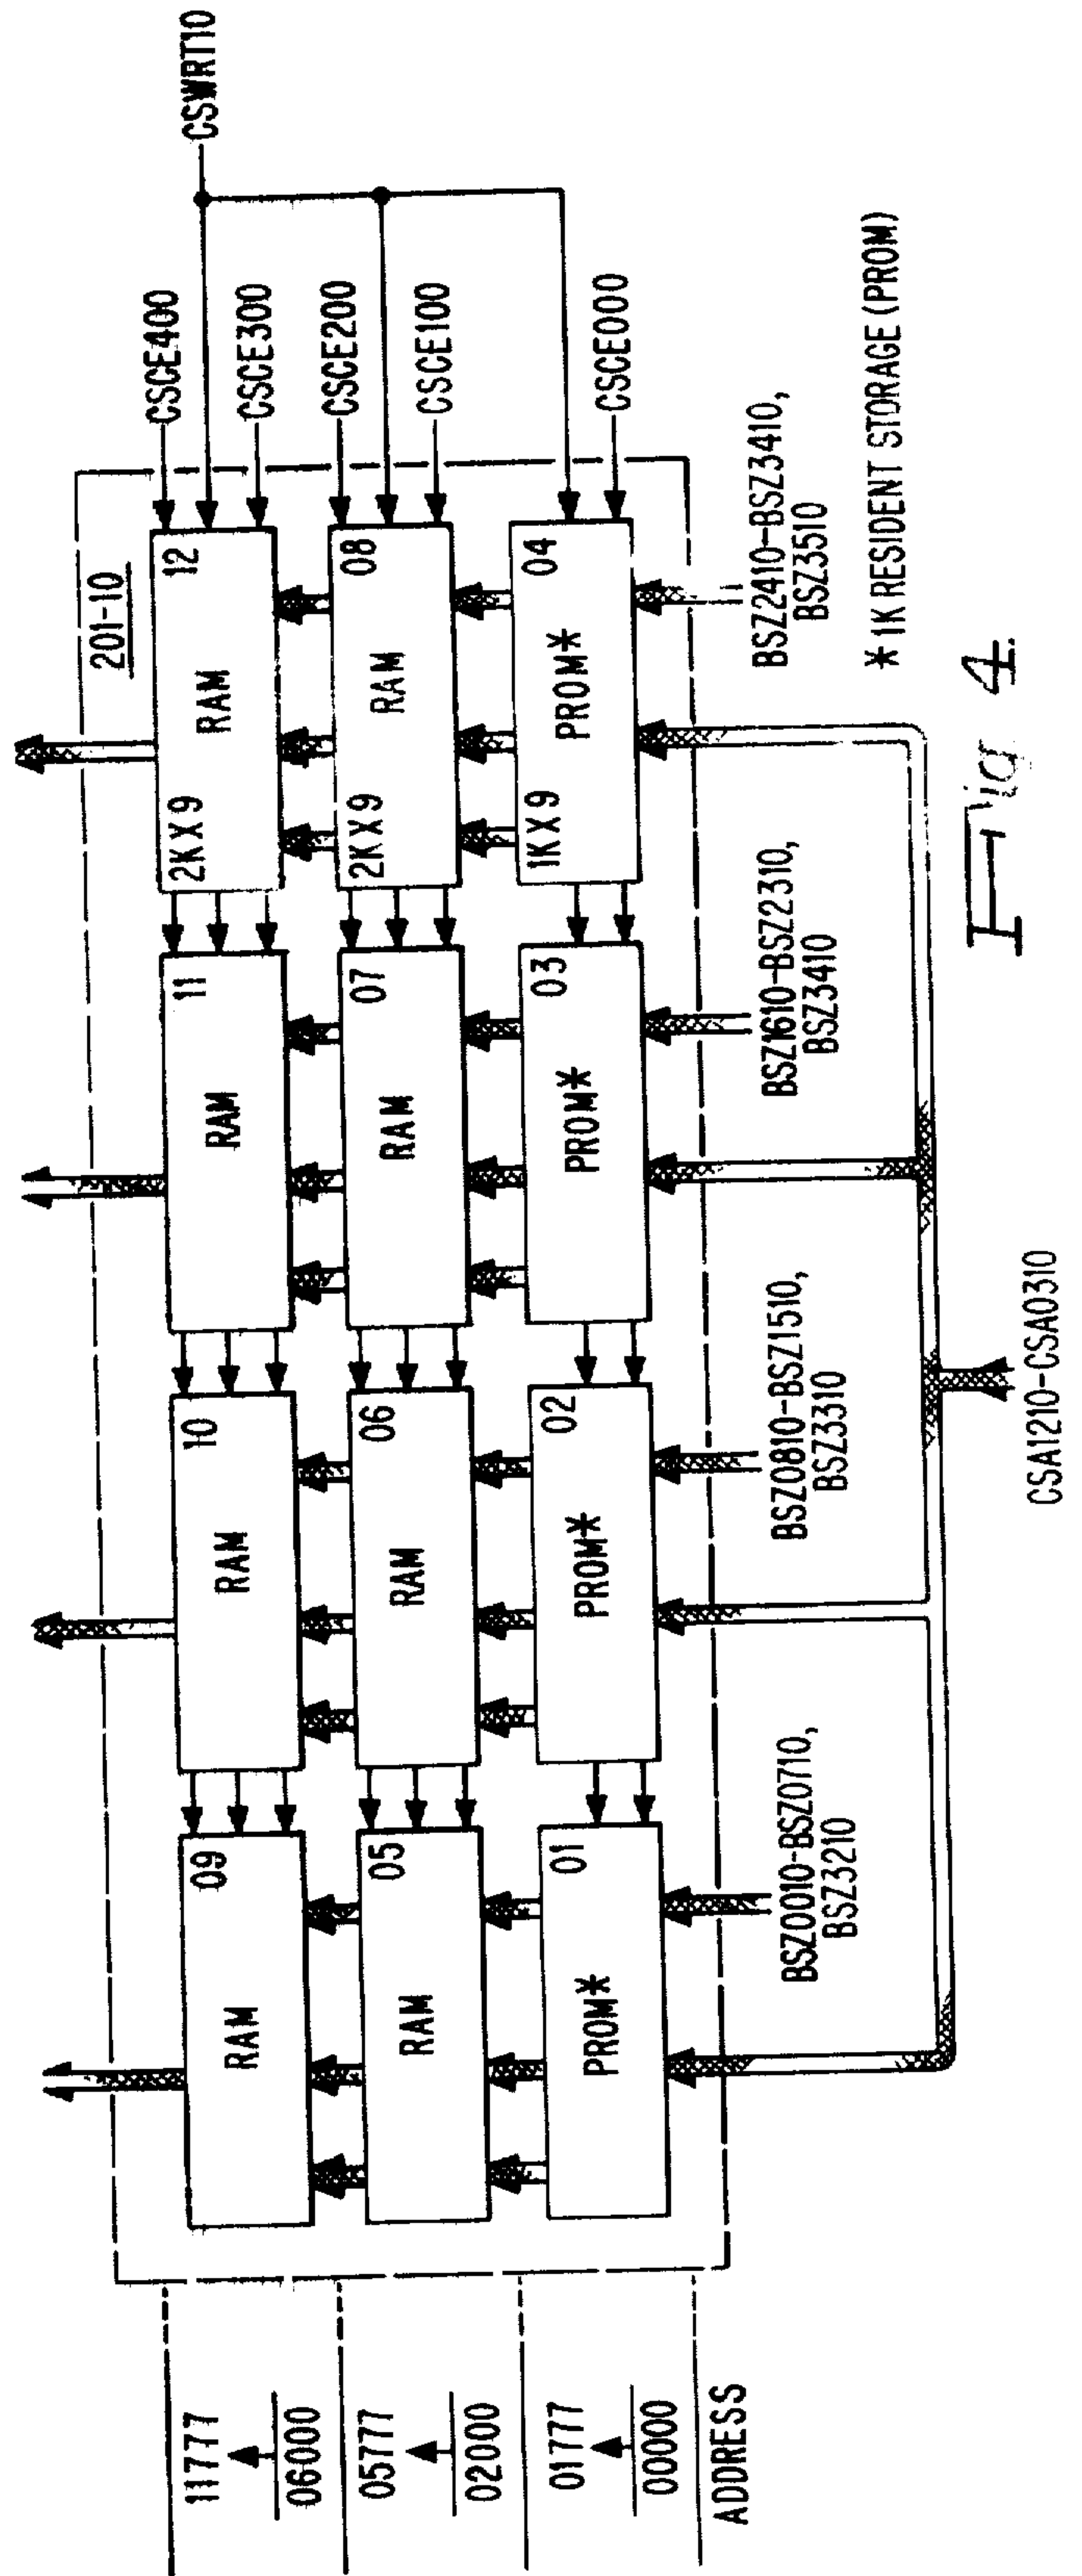 201-10
CSWRT10
CSCE400
CSCE300
CSCE200
CSCE100
CSCE000
11777
06000
05777
02000
01777
00000
ADDRESS
RAM
09
RAM
10
RAM
11
2K X 9
RAM
12
RAM
05
RAM
06
RAM
07
2K X 9
RAM
08
PROM*
01
PROM*
02
PROM*
03
1K X 9
PROM*
04
BSZ0010-BSZ0710,
BSZ3210
BSZ0810-BSZ1510,
BSZ3310
BSZ1610-BSZ2310,
BSZ3410
BSZ2410-BSZ3410,
BSZ3510
CSA1210-CSA0310
* 1K RESIDENT STORAGE (PROM)
Fig 4.